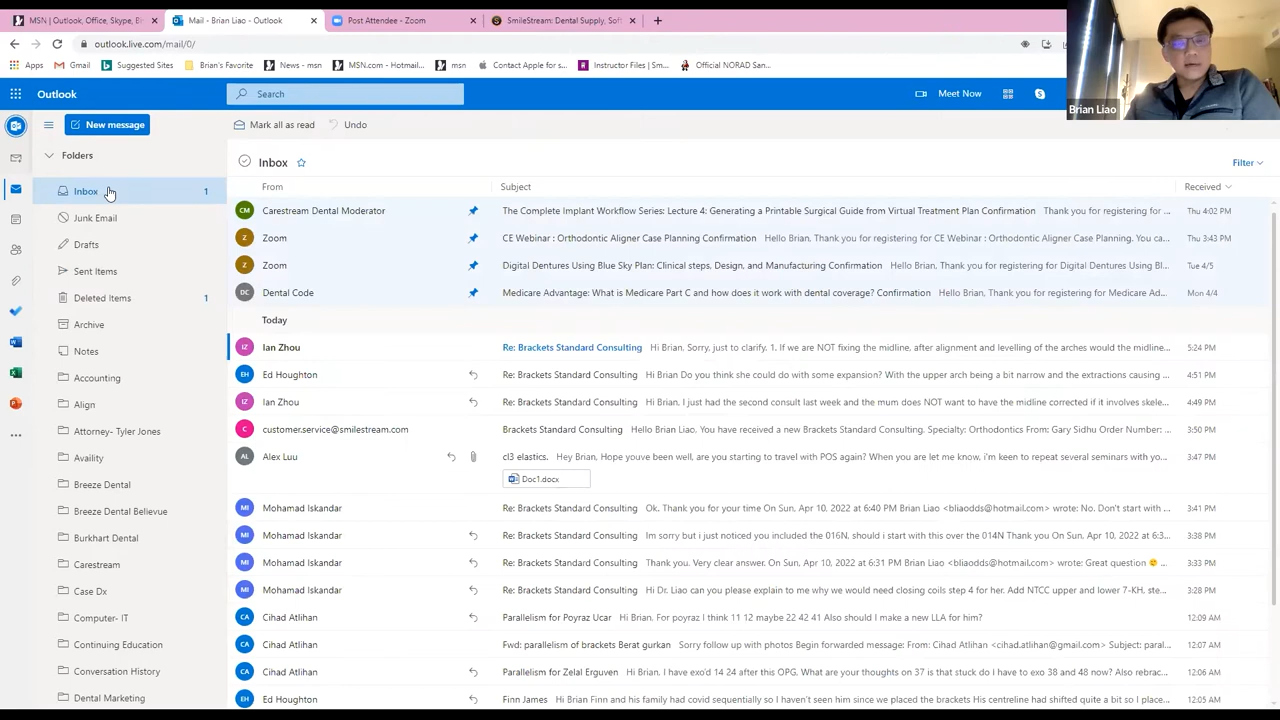 MSN | Outlook, Office, Skype, Bi
Mail - Brian Liao - Outlook
Post Attendee - Zoom
SmileStream: Dental Supply, Soft
outlook.live.com/mail/0/
Apps
Gmail
Suggested Sites
Brian's Favorite
News - msn
MSN.com - Hotmail...
msn
Contact Apple for s...
Instructor Files | Sm...
Official NORAD San...
Brian Liao
Outlook
Search
Meet Now
New message
Mark all as read
Undo
Folders
Inbox
Filter
From
Subject
Received
Inbox 1
Junk Email
Drafts
Sent Items
Deleted Items 1
Archive
Notes
Accounting
Align
Attorney- Tyler Jones
Availity
Breeze Dental
Breeze Dental Bellevue
Burkhart Dental
Carestream
Case Dx
Computer- IT
Continuing Education
Conversation History
Dental Marketing
CM Carestream Dental Moderator The Complete Implant Workflow Series: Lecture 4: Generating a Printable Surgical Guide from Virtual Treatment Plan Confirmation Thank you for registering for Thu 4:02 PM
Z Zoom CE Webinar : Orthodontic Aligner Case Planning Confirmation Hello Brian, Thank you for registering for CE Webinar : Orthodontic Aligner Case Planning. You ca... Thu 3:43 PM
Z Zoom Digital Dentures Using Blue Sky Plan: Clinical steps, Design, and Manufacturing Confirmation Hello Brian, Thank you for registering for Digital Dentures Using Bl... Tue 4/5
DC Dental Code Medicare Advantage: What is Medicare Part C and how does it work with dental coverage? Confirmation Hello Brian, Thank you for registering for Medicare Ad... Mon 4/4
Today
IZ Ian Zhou Re: Brackets Standard Consulting Hi Brian. Sorry, just to clarify. 1. If we are NOT fixing the midline, after alignment and levelling of the arches would the midline... 5:24 PM
EH Ed Houghton Re: Brackets Standard Consulting Hi Brian Do you think she could do with some expansion? With the upper arch being a bit narrow and the extractions causing ... 4:51 PM
IZ Ian Zhou Re: Brackets Standard Consulting Hi Brian, I just had the second consult last week and the mum does NOT want to have the midline corrected if it involves skele... 4:49 PM
C customer.service@smilestream.com Brackets Standard Consulting Hello Brian Liao, You have received a new Brackets Standard Consulting. Specialty: Orthodontics From: Gary Sidhu Order Number: ... 3:50 PM
AL Alex Luu cl3 elastics. Hey Brian, Hope youve been well, are you starting to travel with POS again? When you are let me know, i'm keen to repeat several seminars with yo... 3:47 PM
Doc1.docx
MI Mohamad Iskandar Re: Brackets Standard Consulting Ok. Thank you for your time On Sun, Apr 10, 2022 at 6:40 PM Brian Liao <bliaodds@hotmail.com> wrote: No. Don't start with ... 3:41 PM
MI Mohamad Iskandar Re: Brackets Standard Consulting Im sorry but i just noticed you included the 016N. should i start with this over the 014N Thank you On Sun, Apr 10, 2022 at 6:3... 3:38 PM
MI Mohamad Iskandar Re: Brackets Standard Consulting Thank you. Very clear answer. On Sun, Apr 10, 2022 at 6:31 PM Brian Liao <bliaodds@hotmail.com> wrote: Great question 🙂 ... 3:33 PM
MI Mohamad Iskandar Re: Brackets Standard Consulting Hi Dr. Liao can you please explain to me why we would need closing coils step 4 for her. Add NTCC upper and lower 7-KH, ste... 3:28 PM
CA Cihad Atlihan Parallelism for Poyraz Ucar Hi Brian, For poyraz I think 11 12 maybe 22 42 41 Also should I make a new LLA for him? 12:09 AM
CA Cihad Atlihan Fwd: parallelism of brackets Berat gurkan Sorry follow up with photos Begin forwarded message: From: Cihad Atlihan <cihad.atlihan@gmail.com> Subject: paral... 12:07 AM
CA Cihad Atlihan Parallelism for Zelal Erguven Hi Brian, I have exo'd 14 24 after this OPG. What are your thoughts on 37 is that stuck do I have to exo 38 and 48 now? Also rebrac... 12:06 AM
EH Ed Houghton Finn James Hi Brian Finn and his family had covid sequentially so I haven't seen him since we placed the brackets His centreline had shifted quite a bit so I place... 12:05 AM